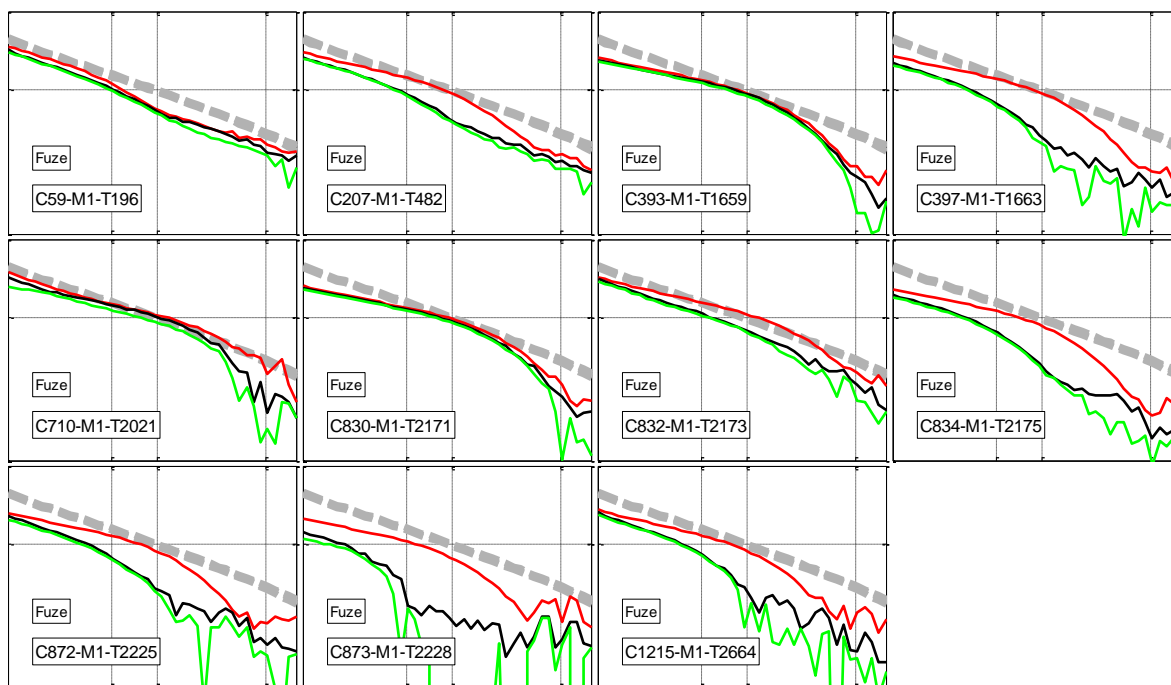 Fuze
C59-M1-T196
Fuze
C207-M1-T482
Fuze
C393-M1-T1659
Fuze
C397-M1-T1663
Fuze
C710-M1-T2021
Fuze
C830-M1-T2171
Fuze
C832-M1-T2173
Fuze
C834-M1-T2175
Fuze
C872-M1-T2225
Fuze
C873-M1-T2228
Fuze
C1215-M1-T2664